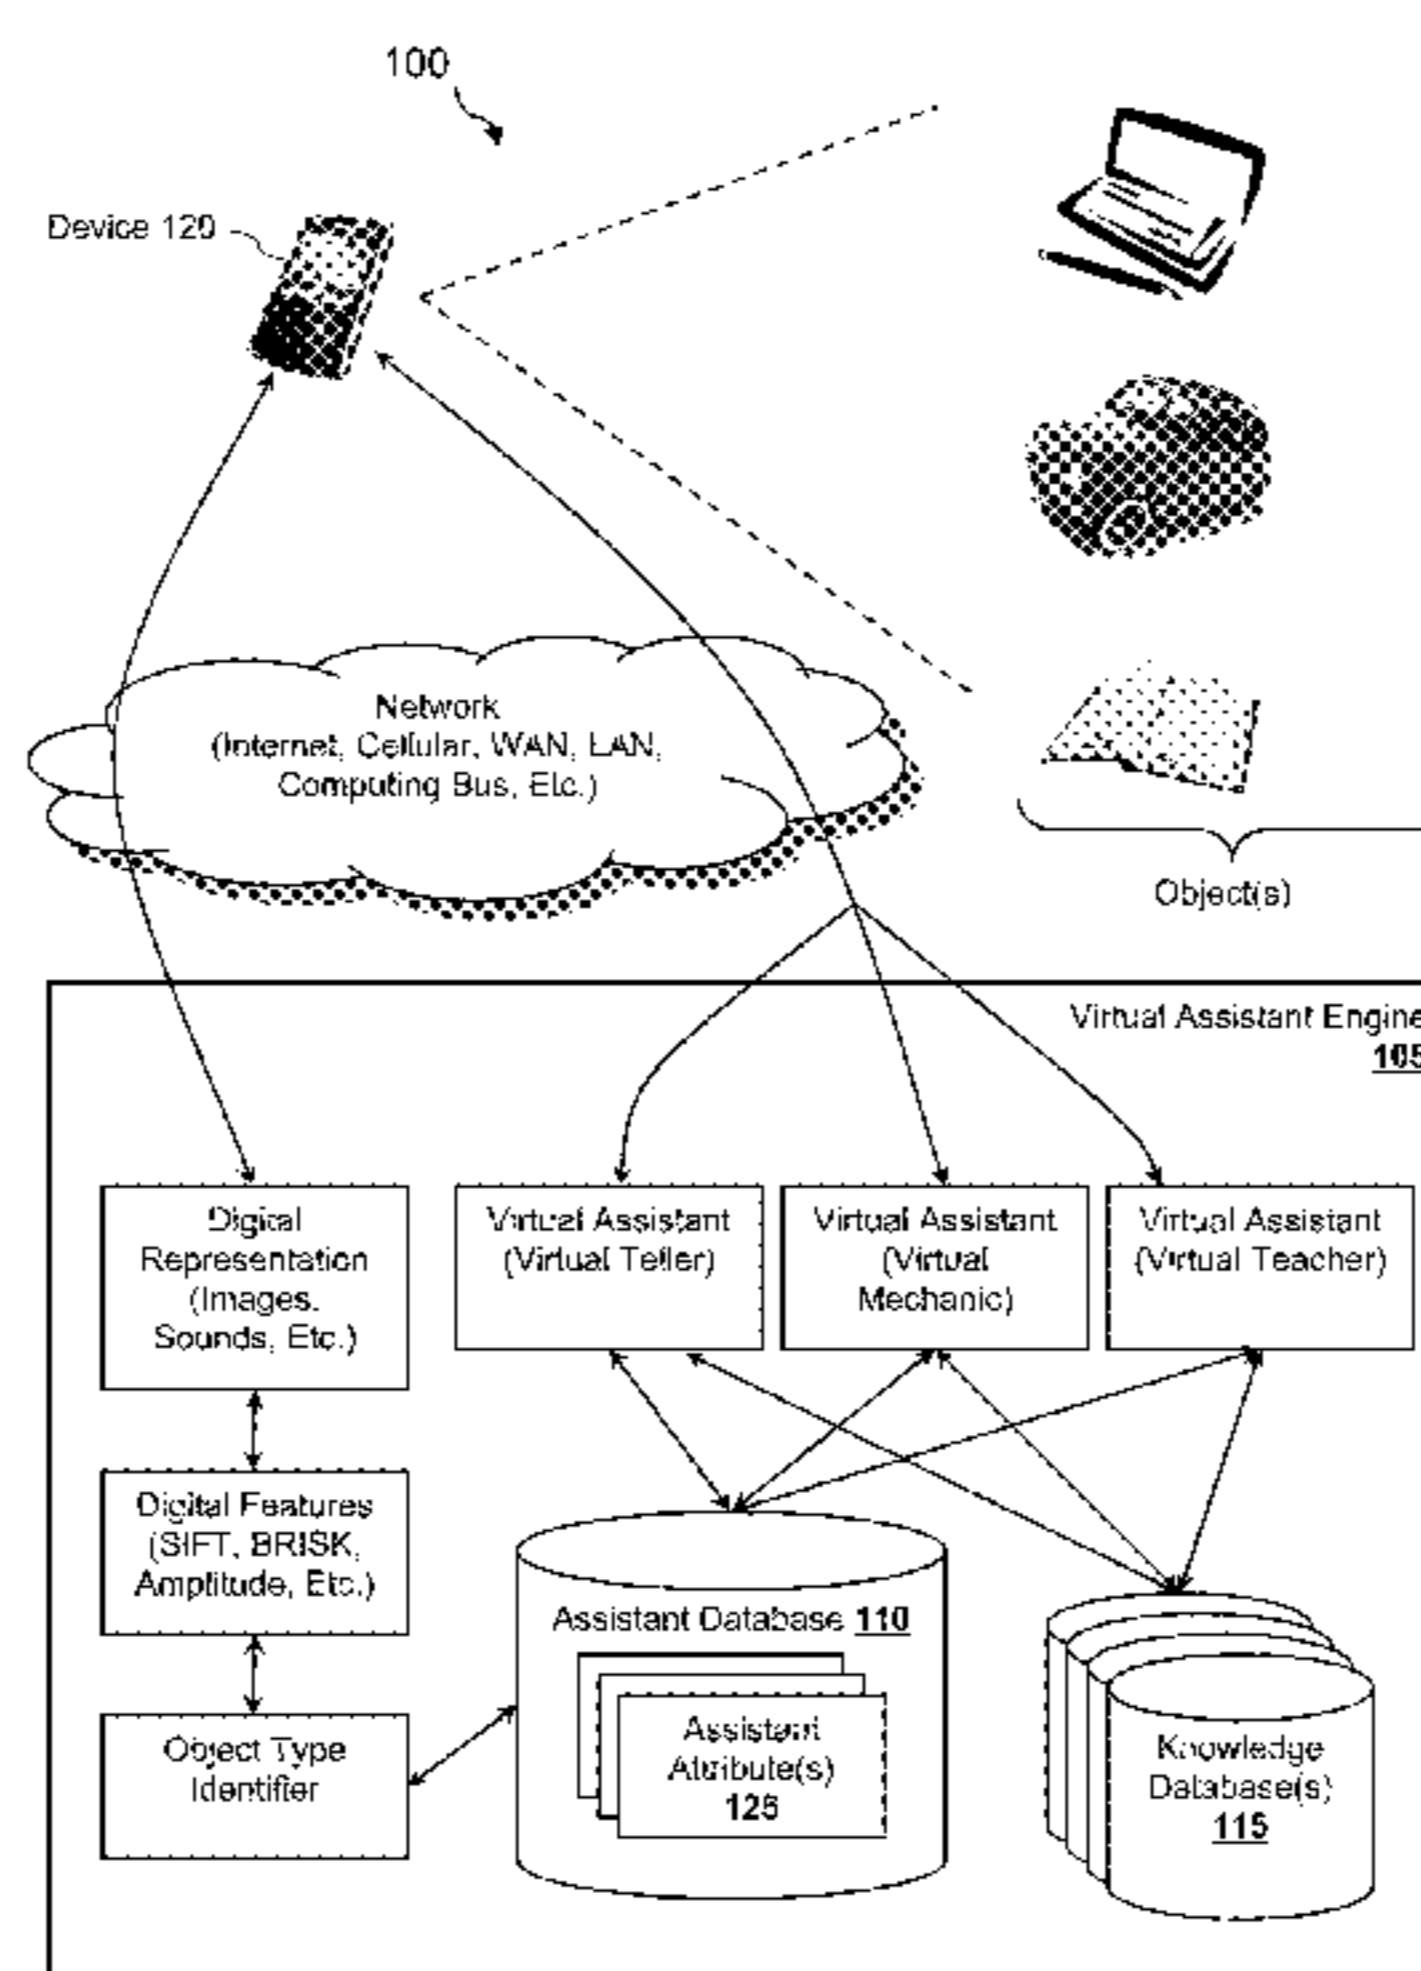 100
Device 120
Network
(Internet, Cellular, WAN, LAN,
Computing Bus, Etc.)
Object(s)
Virtual Assistant Engine
105
Digital
Representation
(Images,
Sounds, Etc.)
Virtual Assistant
(Virtual Teller)
Virtual Assistant
(Virtual
Mechanic)
Virtual Assistant
(Virtual Teacher)
Digital Features
(SIFT, BRISK,
Amplitude, Etc.)
Assistant Database 110
Object Type
Identifier
Assistant
Attribute(s)
125
Knowledge
Database(s)
115